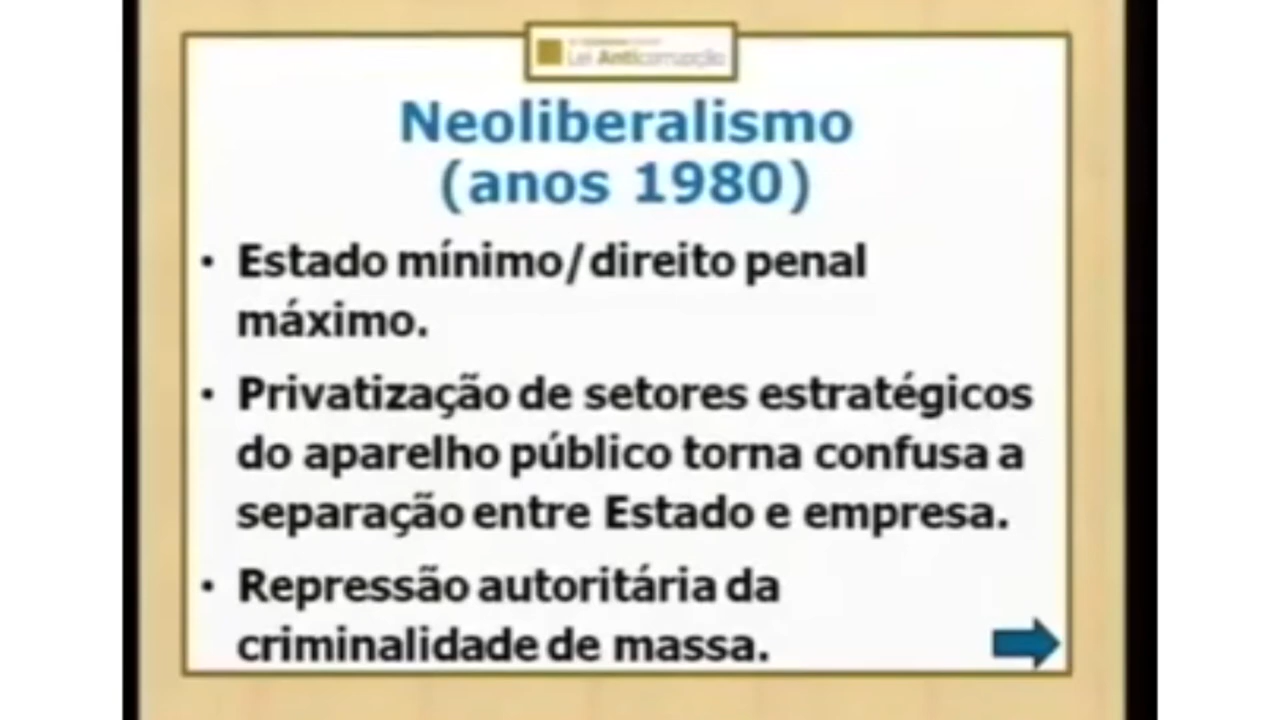 Lei Anticorrupção
Neoliberalismo
(anos 1980)
• Estado mínimo/direito penal
máximo.
• Privatização de setores estratégicos
do aparelho público torna confusa a
separação entre Estado e empresa.
• Repressão autoritária da
criminalidade de massa.